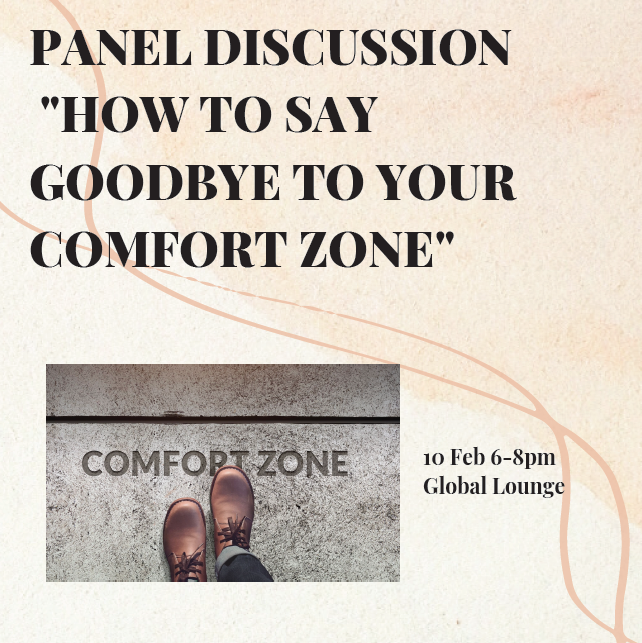 PANEL DISCUSSION
"HOW TO SAY
GOODBYE TO YOUR
COMFORT ZONE"
COMFORT ZONE
10 Feb 6-8pm
Global Lounge